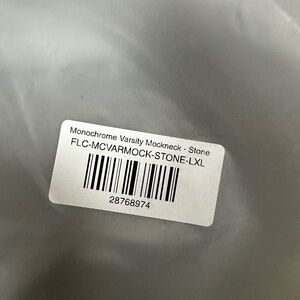 Monochrome Varsity Mockneck - Stone
FLC-MCVARMOCK-STONE-LXL
28768974